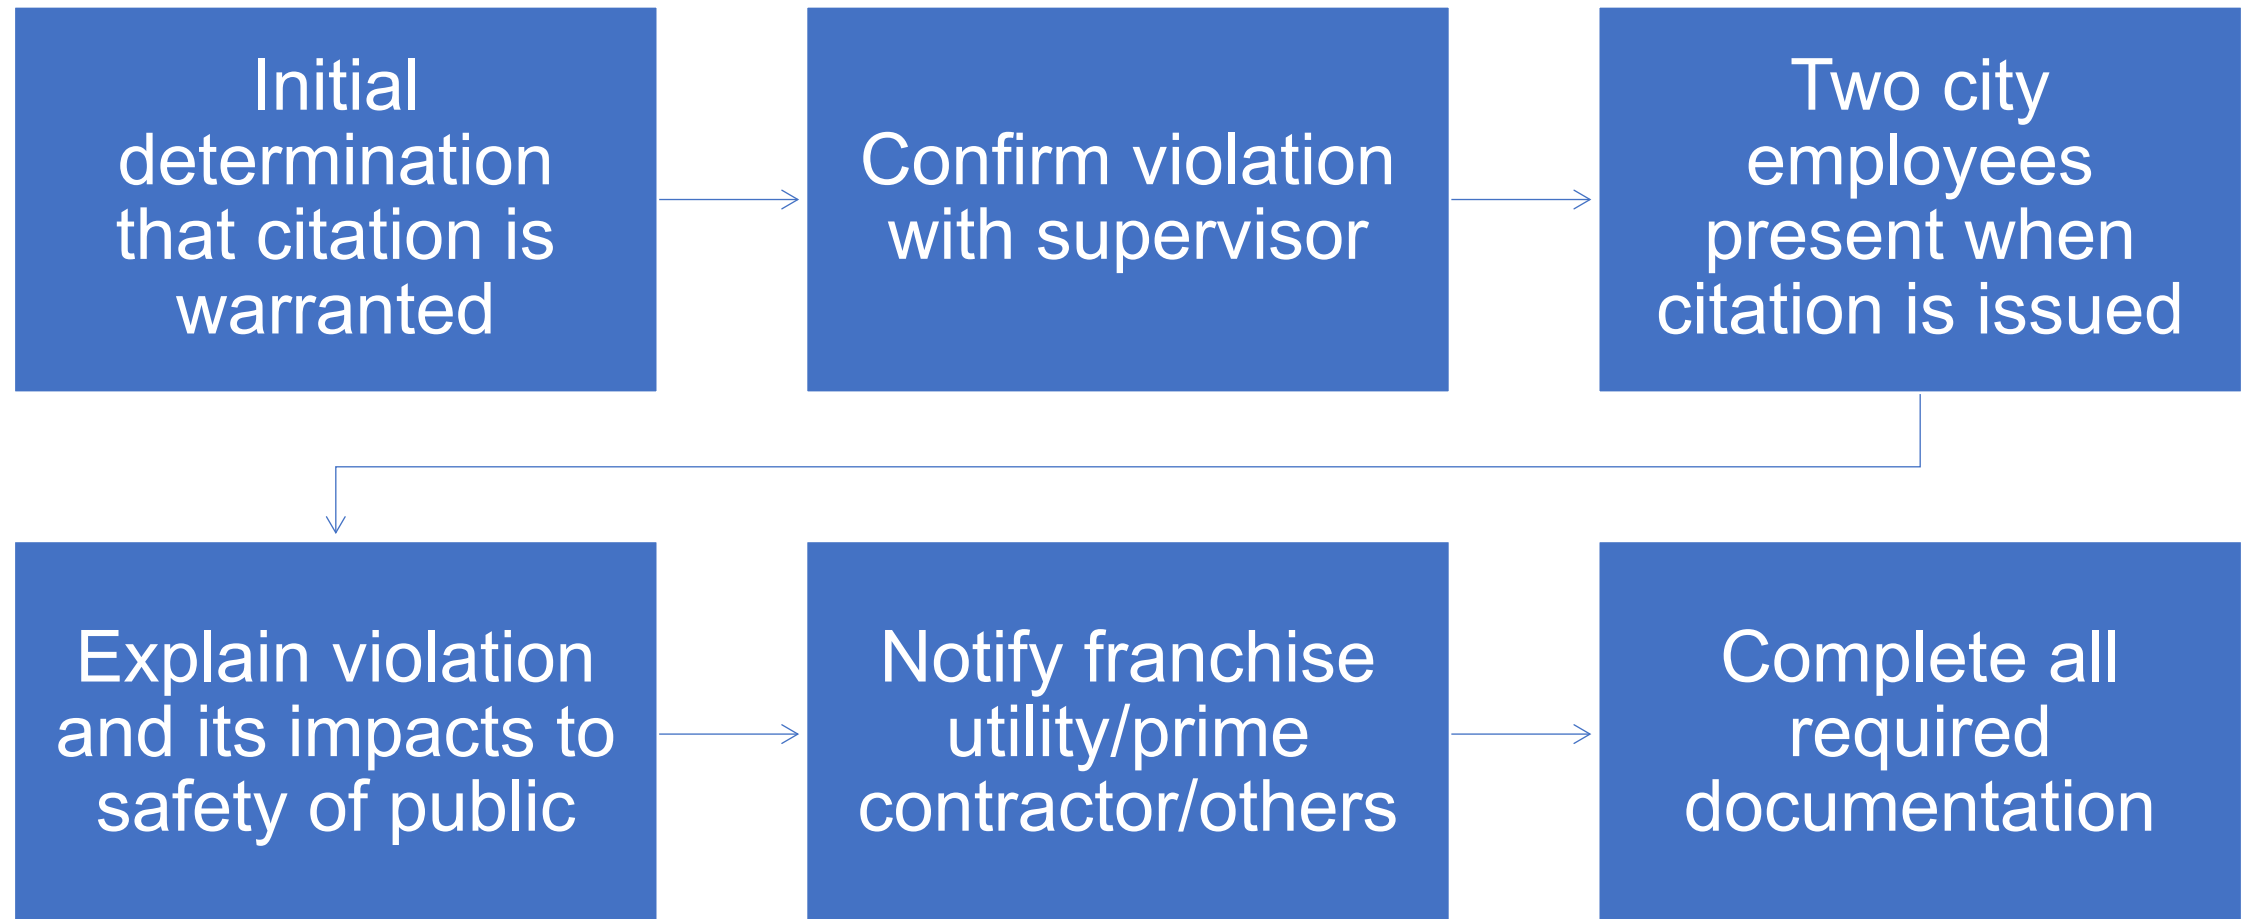 Initial
determination
that citation is
warranted
Confirm violation
with supervisor
Two city
employees
present when
citation is issued
Explain violation
and its impacts to
safety of public
Notify franchise
utility/prime
contractor/others
Complete all
required
documentation